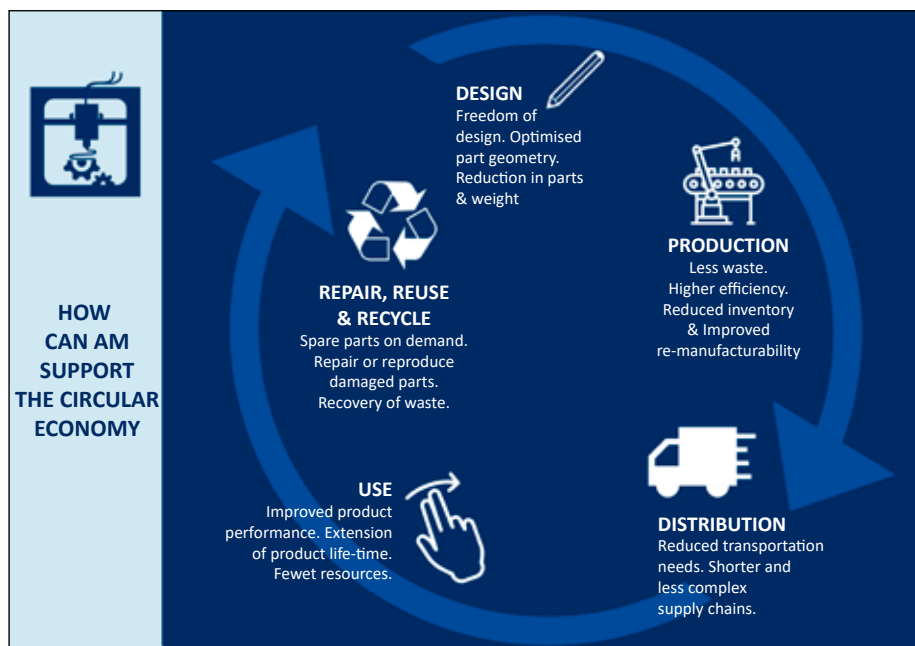 HOW
CAN AM
SUPPORT
THE CIRCULAR
ECONOMY
DESIGN
Freedom of
design. Optimised
part geometry.
Reduction in parts
& weight
PRODUCTION
Less waste.
Higher efficiency.
Reduced inventory
& Improved
re-manufacturability
DISTRIBUTION
Reduced transportation
needs. Shorter and
less complex
supply chains.
USE
Improved product
performance. Extension
of product life-time.
Fewet resources.
REPAIR, REUSE
& RECYCLE
Spare parts on demand.
Repair or reproduce
damaged parts.
Recovery of waste.